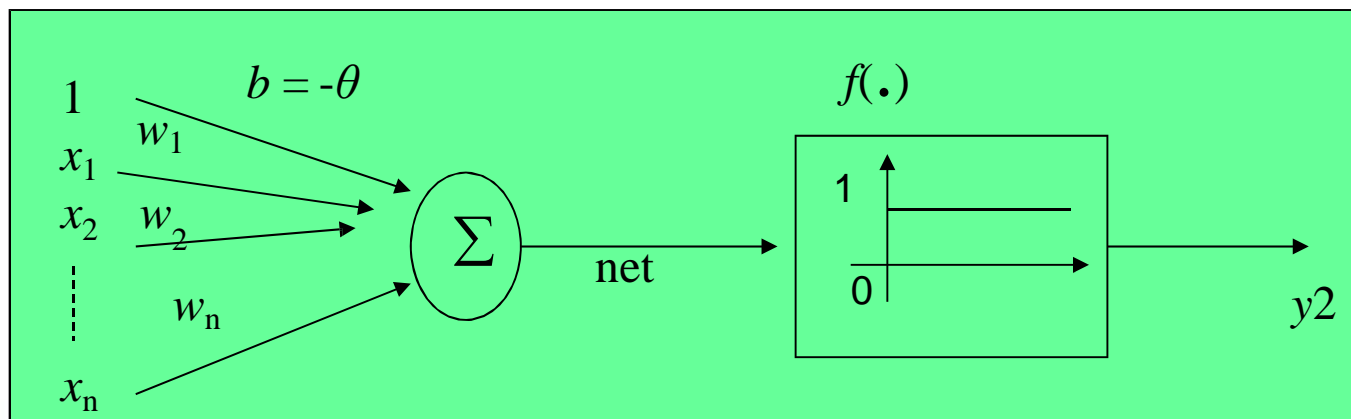 b = -θ
f(.)
1
w₁
x₁
x₂
w₂
wₙ
xₙ
Σ
net
1
0
y2